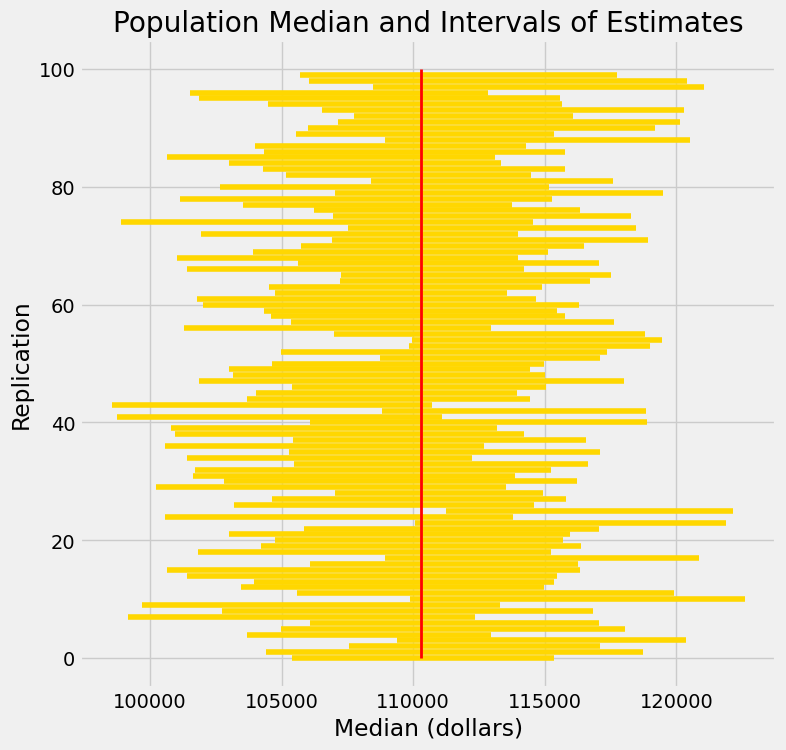 Population Median and Intervals of Estimates
100
80
60
40
20
0
Replication
100000 105000 110000 115000 120000
Median (dollars)